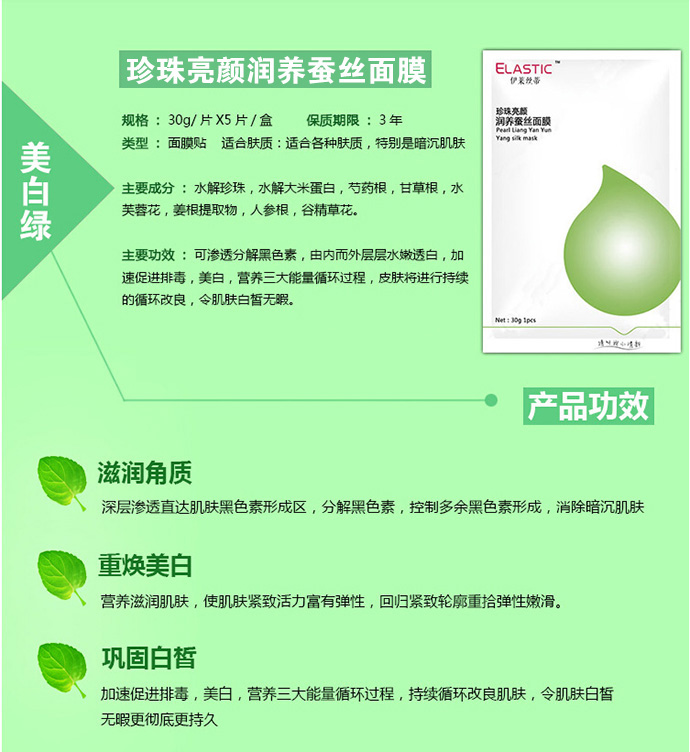 珍珠亮颜润养蚕丝面膜
规格：30g/片X5片/盒 保质期限：3年
类型：面膜贴 适合肤质：适合各种肤质，特别是暗沉肌肤
美白绿
主要成分：水解珍珠，水解大米蛋白，芍药根，甘草根，水
芙蓉花，姜根提取物，人参根，谷精草花。
主要功效：可渗透分解黑色素，由内而外层层水嫩透白，加
速促进排毒，美白，营养三大能量循环过程，皮肤将进行持续
的循环改良，令肌肤白皙无暇。
ELASTIC™
伊莱丝蒂
珍珠亮颜
润养蚕丝面膜
Pearl Liang Yan Yun
Yang silk mask
Net：30g 1pcs
产品功效
滋润角质
深层渗透直达肌肤黑色素形成区，分解黑色素，控制多余黑色素形成，消除暗沉肌肤
重焕美白
营养滋润肌肤，使肌肤紧致活力富有弹性，回归紧致轮廓重拾弹性嫩滑。
巩固白皙
加速促进排毒，美白，营养三大能量循环过程，持续循环改良肌肤，令肌肤白皙
无暇更彻底更持久